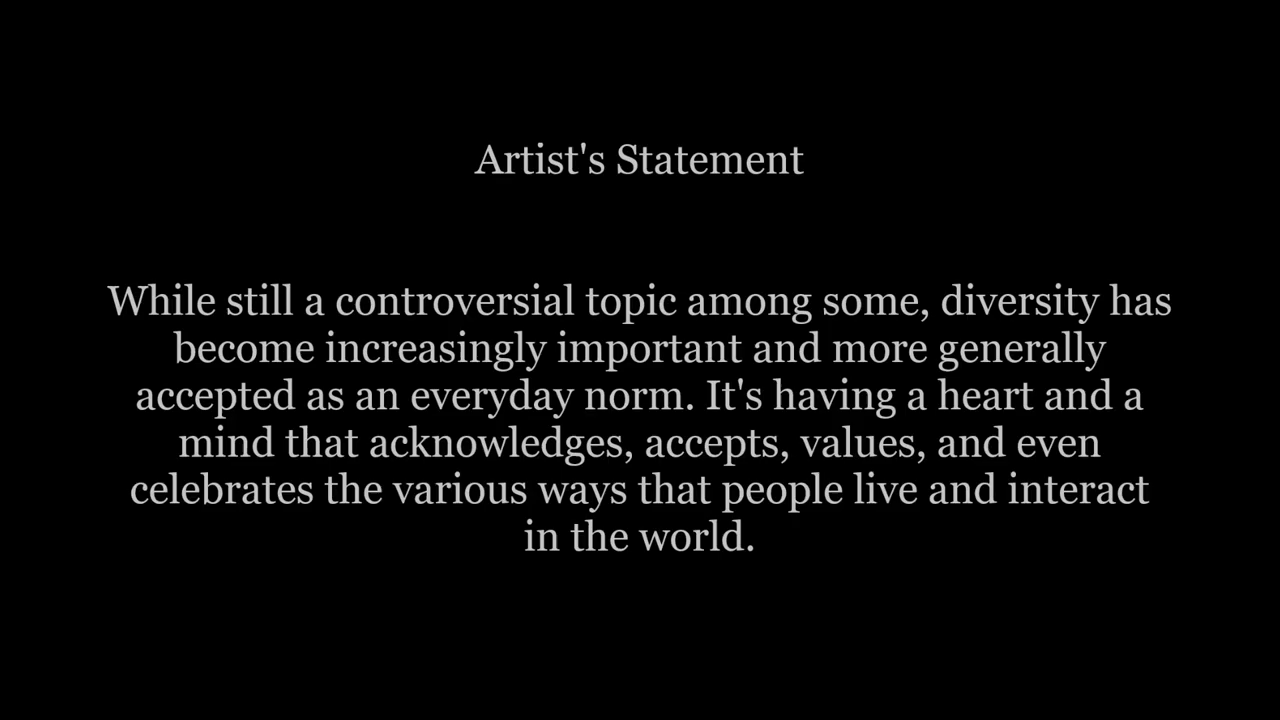 Artist's Statement
While still a controversial topic among some, diversity has
become increasingly important and more generally
accepted as an everyday norm. It's having a heart and a
mind that acknowledges, accepts, values, and even
celebrates the various ways that people live and interact
in the world.